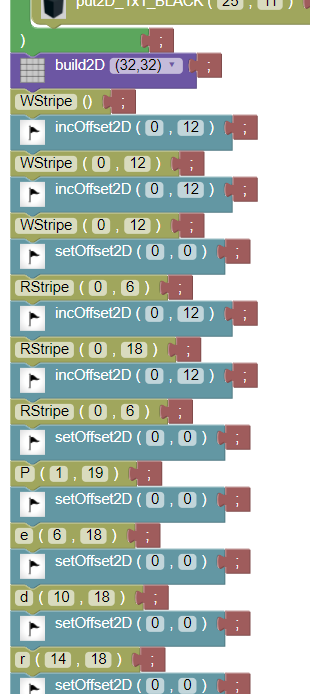 put2D_1x1_BLACK ( 25 , 11 )
) ;
build2D (32,32) ;
WStripe () ;
incOffset2D ( 0 , 12 ) ;
WStripe ( 0 , 12 ) ;
incOffset2D ( 0 , 12 ) ;
WStripe ( 0 , 12 ) ;
setOffset2D ( 0 , 0 ) ;
RStripe ( 0 , 6 ) ;
incOffset2D ( 0 , 12 ) ;
RStripe ( 0 , 18 ) ;
incOffset2D ( 0 , 12 ) ;
RStripe ( 0 , 6 ) ;
setOffset2D ( 0 , 0 ) ;
P ( 1 , 19 ) ;
setOffset2D ( 0 , 0 ) ;
e ( 6 , 18 ) ;
setOffset2D ( 0 , 0 ) ;
d ( 10 , 18 ) ;
setOffset2D ( 0 , 0 ) ;
r ( 14 , 18 ) ;
setOffset2D ( 0 , 0 ) ;